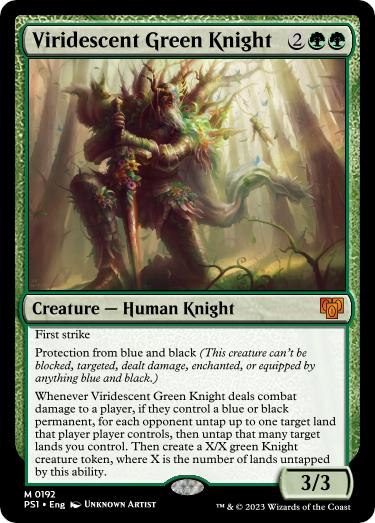 Viridescent Green Knight 2
Creature — Human Knight
First strike
Protection from blue and black (This creature can't be
blocked, targeted, dealt damage, enchanted, or equipped by
anything blue and black.)
Whenever Viridescent Green Knight deals combat
damage to a player, if they control a blue or black
permanent, for each opponent untap up to one target land
that player player controls, then untap that many target
lands you control. Then create a X/X green Knight
creature token, where X is the number of lands untapped
by this ability.
3/3
M 0192
PS1 • Eng Unknown Artist
™ & © 2023 Wizards of the Coast